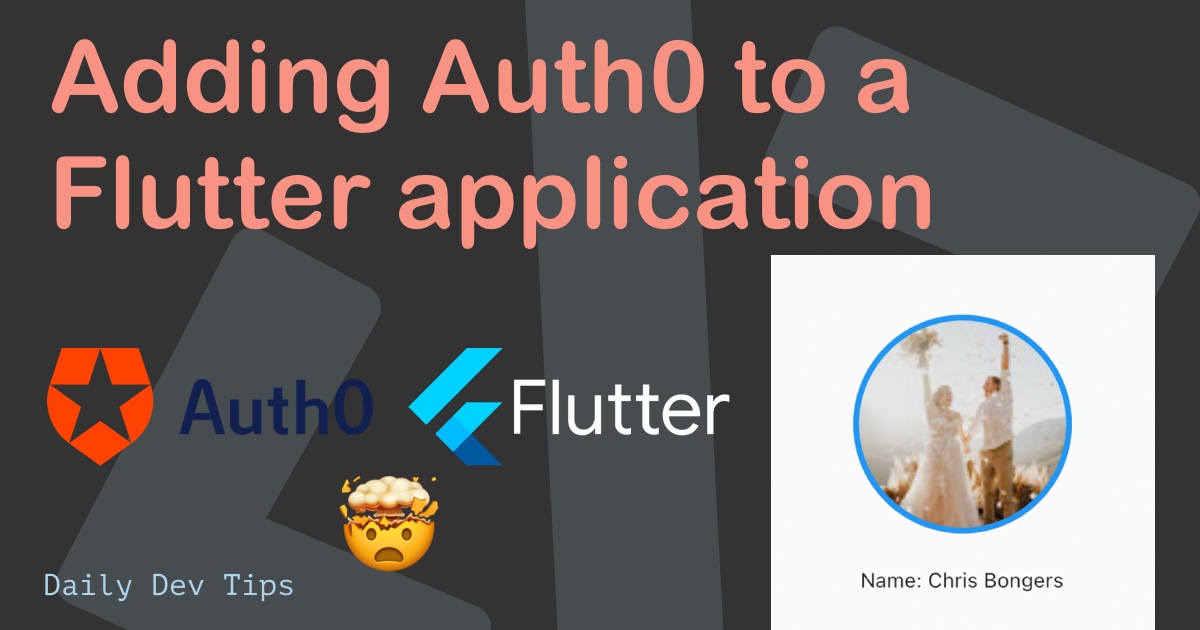 Adding Auth0 to a
Flutter application
Auth0
Flutter
Name: Chris Bongers
Daily Dev Tips